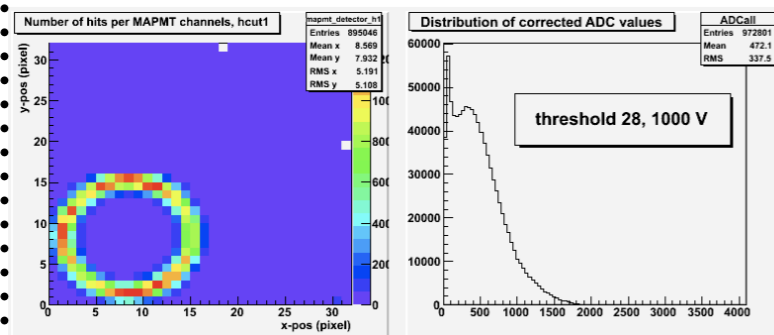 Number of hits per MAPMT channels, hcut1
mapmt_detector_h1
Entries 895046
Mean x 8.569
Mean y 7.932
RMS x 5.191
RMS y 5.108
y-pos (pixel)
30
25
20
15
10
5
0
0 5 10 15 20 25 30
x-pos (pixel)
800
600
400
200
0
Distribution of corrected ADC values
ADCall
Entries 972801
Mean 472.1
RMS 337.5
threshold 28, 1000 V
60000
50000
40000
30000
20000
10000
0
0 500 1000 1500 2000 2500 3000 3500 4000